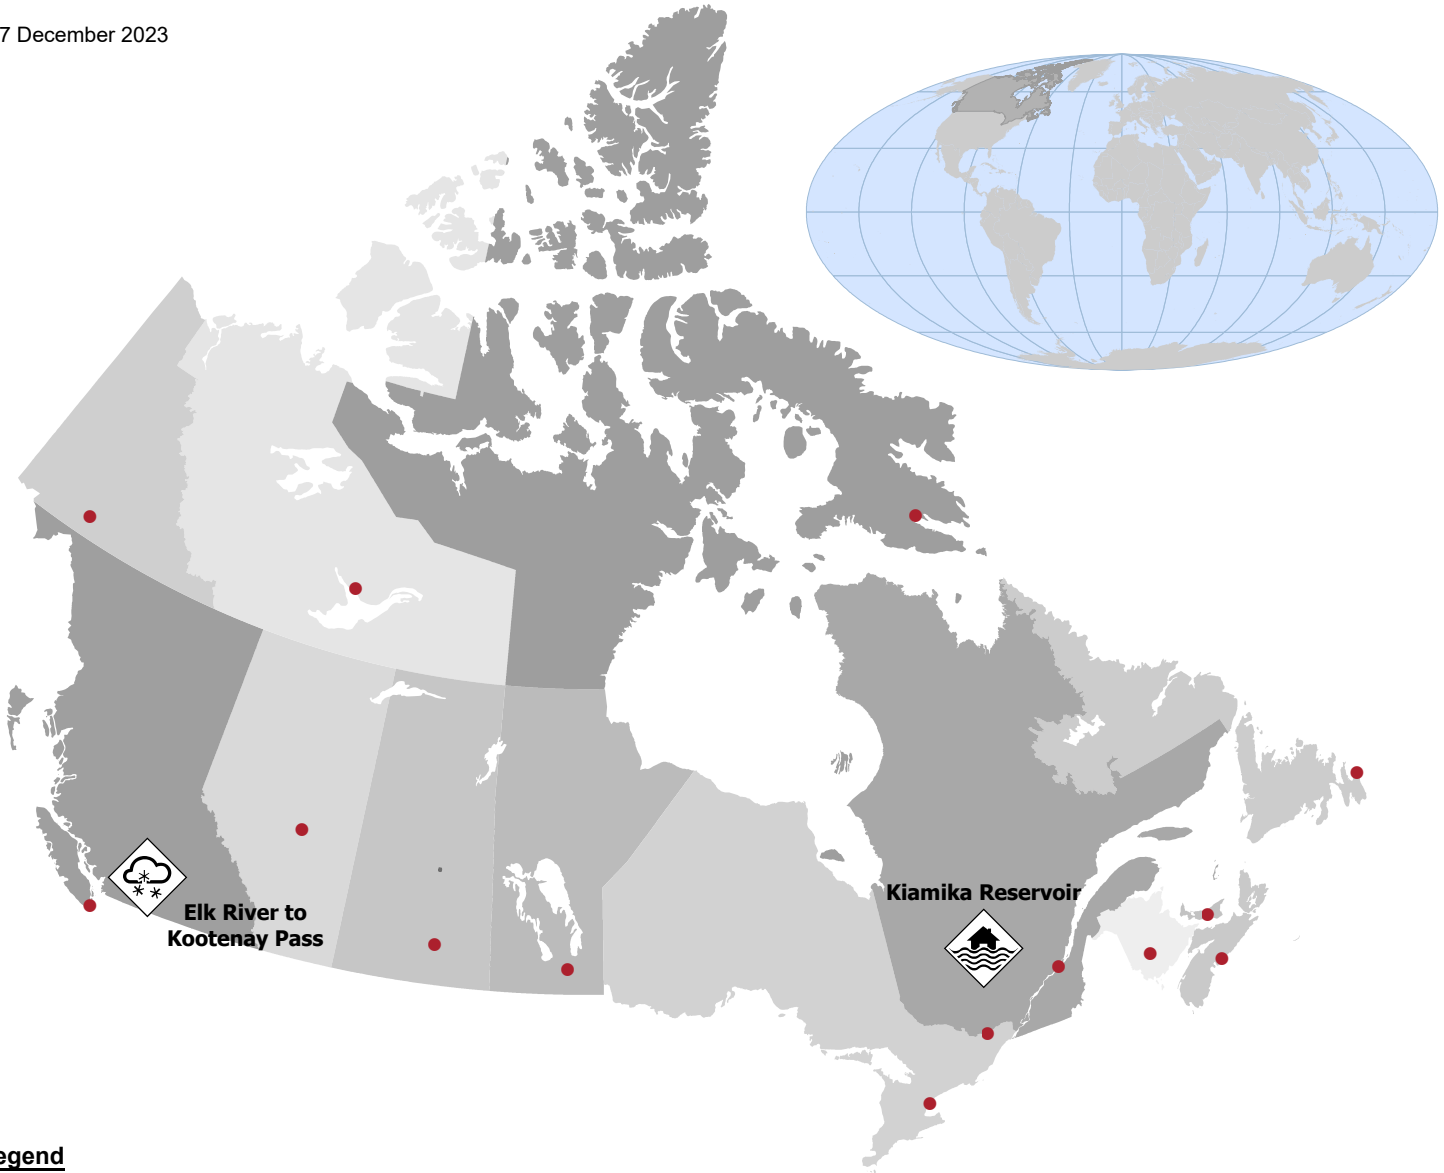 7 December 2023
Kiamika Reservoir
Elk River to
Kootenay Pass
egend